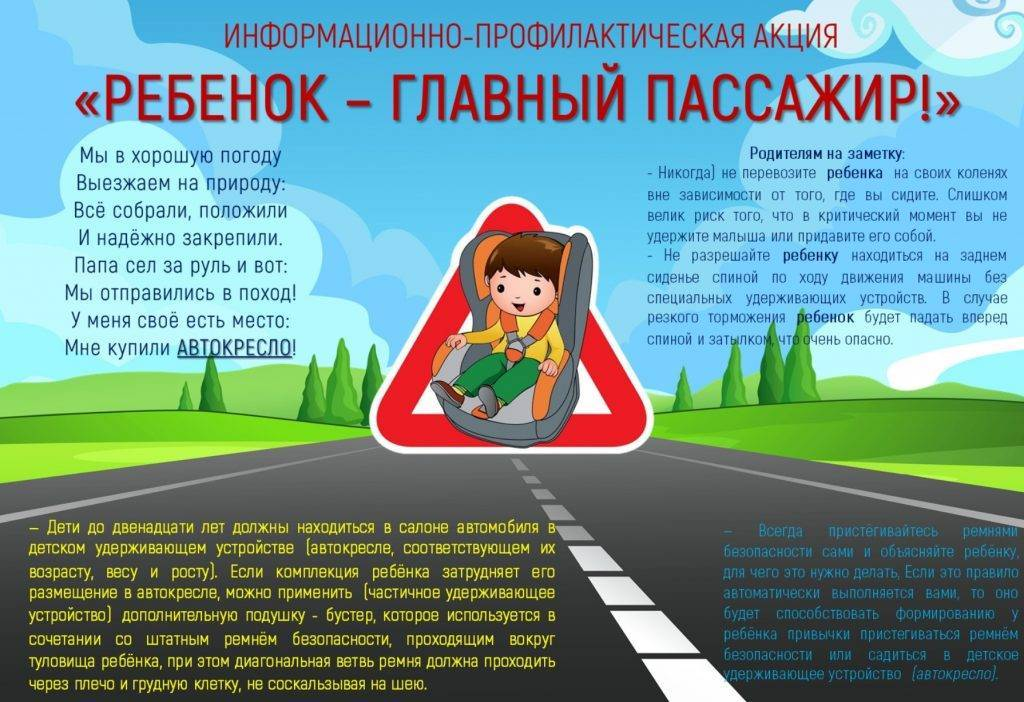 ИНФОРМАЦИОННО-ПРОФИЛАКТИЧЕСКАЯ АКЦИЯ
«РЕБЕНОК – ГЛАВНЫЙ ПАССАЖИР!»
Мы в хорошую погоду
Выезжаем на природу:
Всё собрали, положили
И надёжно закрепили.
Папа сел за руль и вот:
Мы отправились в поход!
У меня своё есть место:
Мне купили АВТОКРЕСЛО!
Родителям на заметку:
- Никогда) не перевозите ребенка на своих коленях
вне зависимости от того, где вы сидите. Слишком
велик риск того, что в критический момент вы не
удержите малыша или придавите его собой.
- Не разрешайте ребенку находиться на заднем
сиденье спиной по ходу движения машины без
специальных удерживающих устройств. В случае
резкого торможения ребенок будет падать вперед
спиной и затылком, что очень опасно.
– Дети до двенадцати лет должны находиться в салоне автомобиля в
детском удерживающем устройстве (автокресле, соответствующем их
возрасту, весу и росту). Если комплекция ребёнка затрудняет его
размещение в автокресле, можно применить (частичное удерживающее
устройство) дополнительную подушку - бустер, которое используется в
сочетании со штатным ремнём безопасности, проходящим вокруг
туловища ребёнка, при этом диагональная ветвь ремня должна проходить
через плечо и грудную клетку, не соскальзывая на шею.
– Всегда пристёгивайтесь ремнями
безопасности сами и объясняйте ребёнку,
для чего это нужно делать, Если это правило
автоматически выполняется вами, то оно
будет способствовать формированию у
ребёнка привычки пристегиваться ремнём
безопасности или садиться в детское
удерживающее устройство (автокресло).